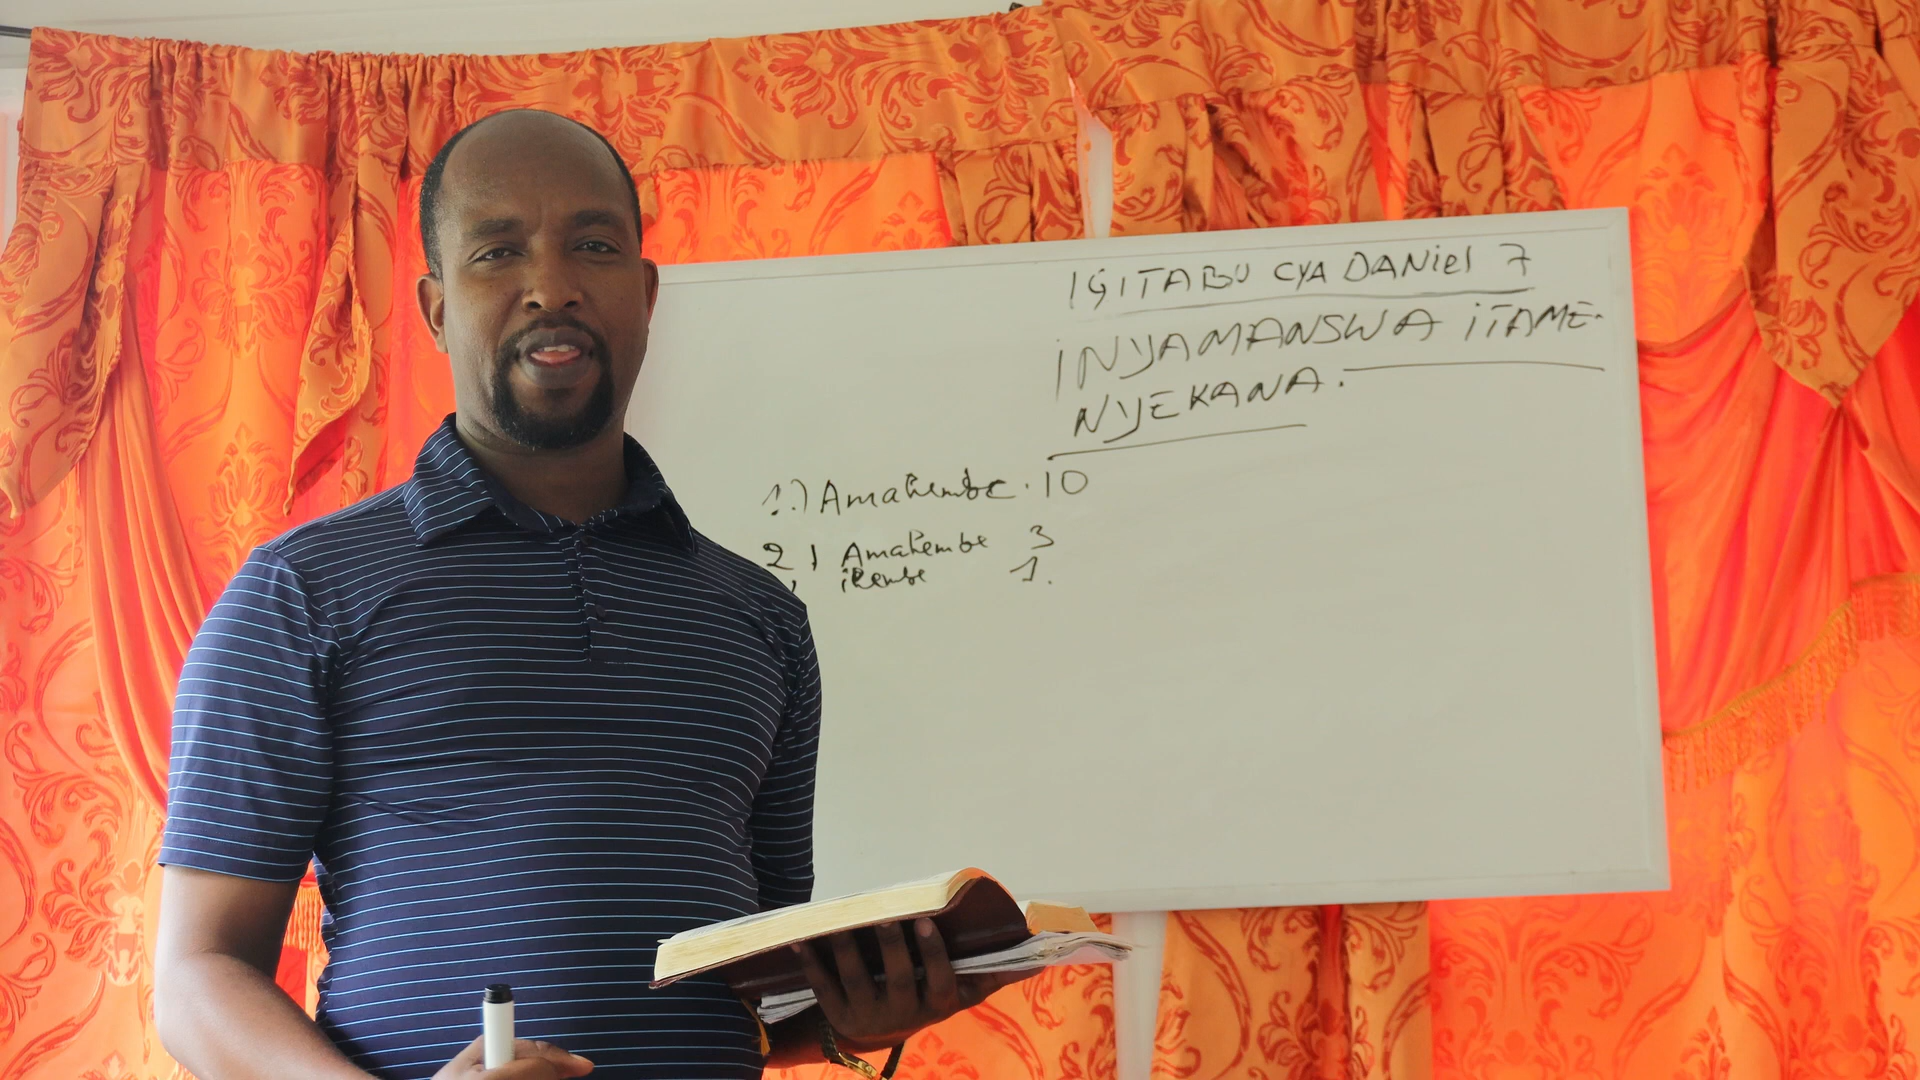 IGITABU CYA DANIEL 7
INYAMANSWA ITAME-
NYEKANA.
1.) Amahembe . 10
2) Amahembe 3
ihembe 1.